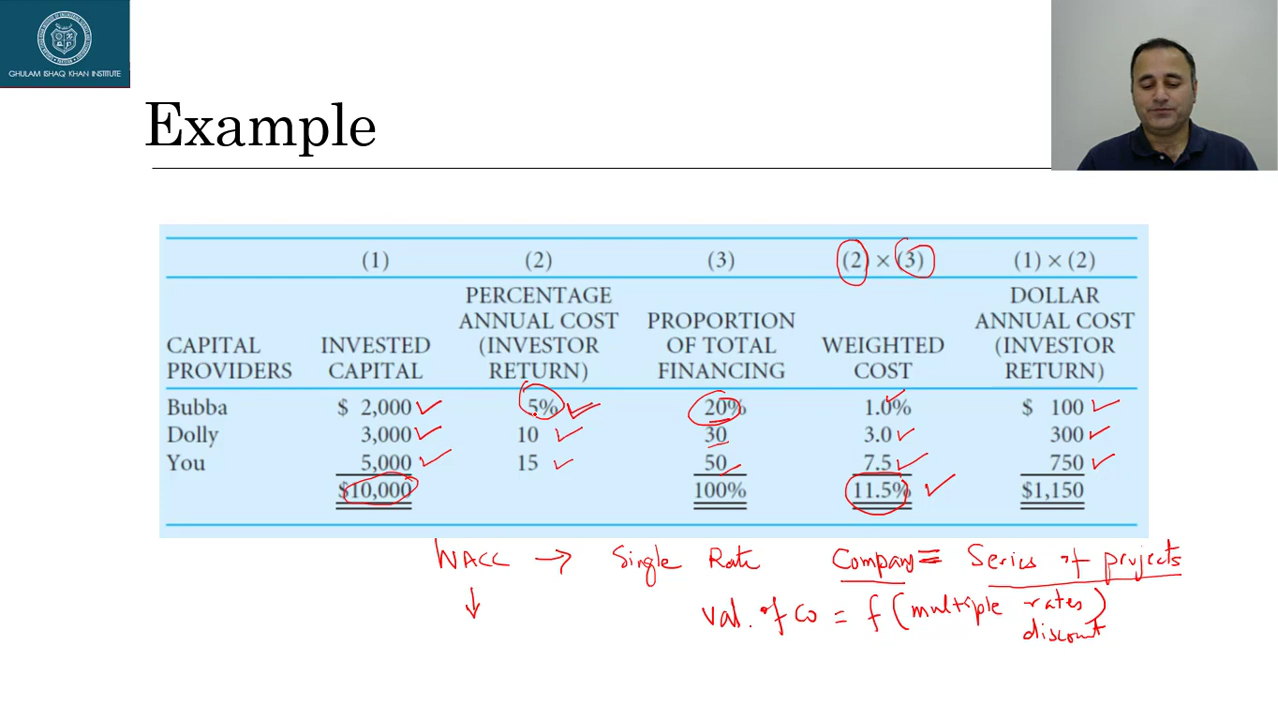 GHULAM ISHAQ KHAN INSTITUTE
Example
(1) (2) (3) (2) × (3) (1) × (2)
PERCENTAGE DOLLAR
ANNUAL COST PROPORTION ANNUAL COST
CAPITAL INVESTED (INVESTOR OF TOTAL WEIGHTED (INVESTOR
PROVIDERS CAPITAL RETURN) FINANCING COST RETURN)
Bubba $ 2,000 5% 20% 1.0% $ 100
Dolly 3,000 10 30 3.0 300
You 5,000 15 50 7.5 750
$10,000 100% 11.5% $1,150
WACC → Single Rate Company = Series of projects
↓ Val. of Co = f (multiple rates)
discount